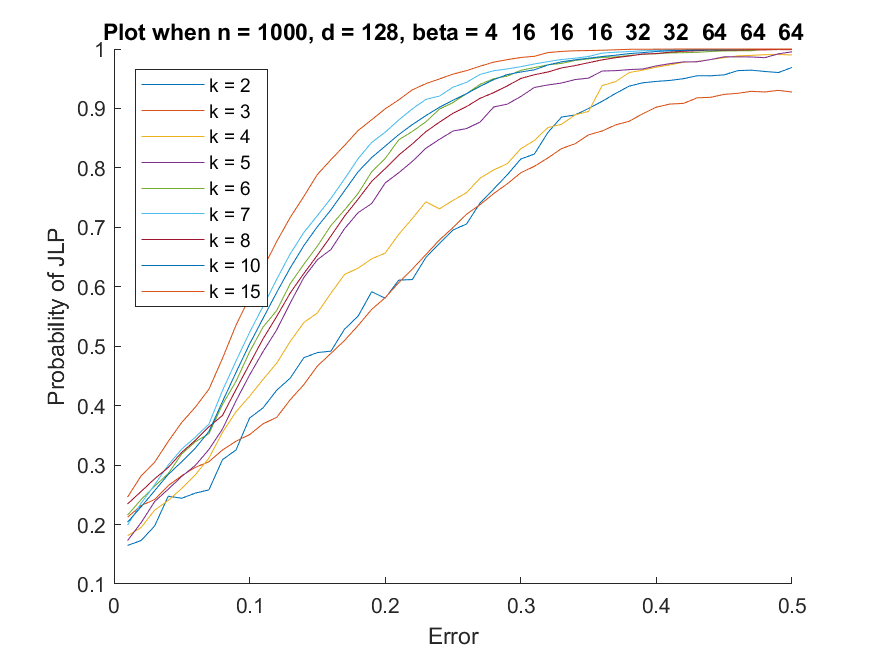 Plot when n = 1000, d = 128, beta = 4 16 16 16 32 32 64 64 64
1
0.9
0.8
0.7
0.6
0.5
0.4
0.3
0.2
0.1
Probability of JLP
k = 2
k = 3
k = 4
k = 5
k = 6
k = 7
k = 8
k = 10
k = 15
0 0.1 0.2 0.3 0.4 0.5
Error